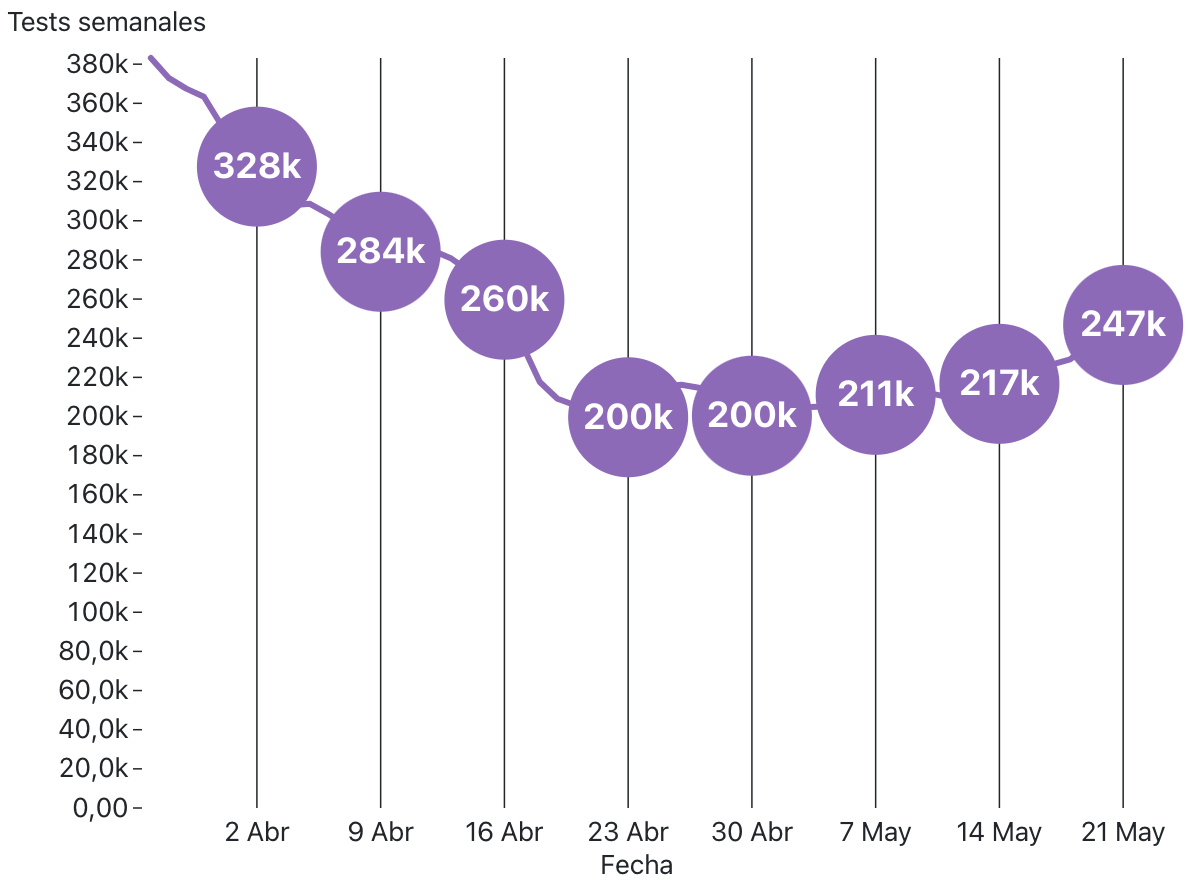 Tests semanales
380k
360k
340k
320k
300k
280k
260k
240k
220k
200k
180k
160k
140k
120k
100k
80,0k
60,0k
40,0k
20,0k
0,00
328k
284k
260k
200k
200k
211k
217k
247k
2 Abr
9 Abr
16 Abr
23 Abr
30 Abr
7 May
14 May
21 May
Fecha